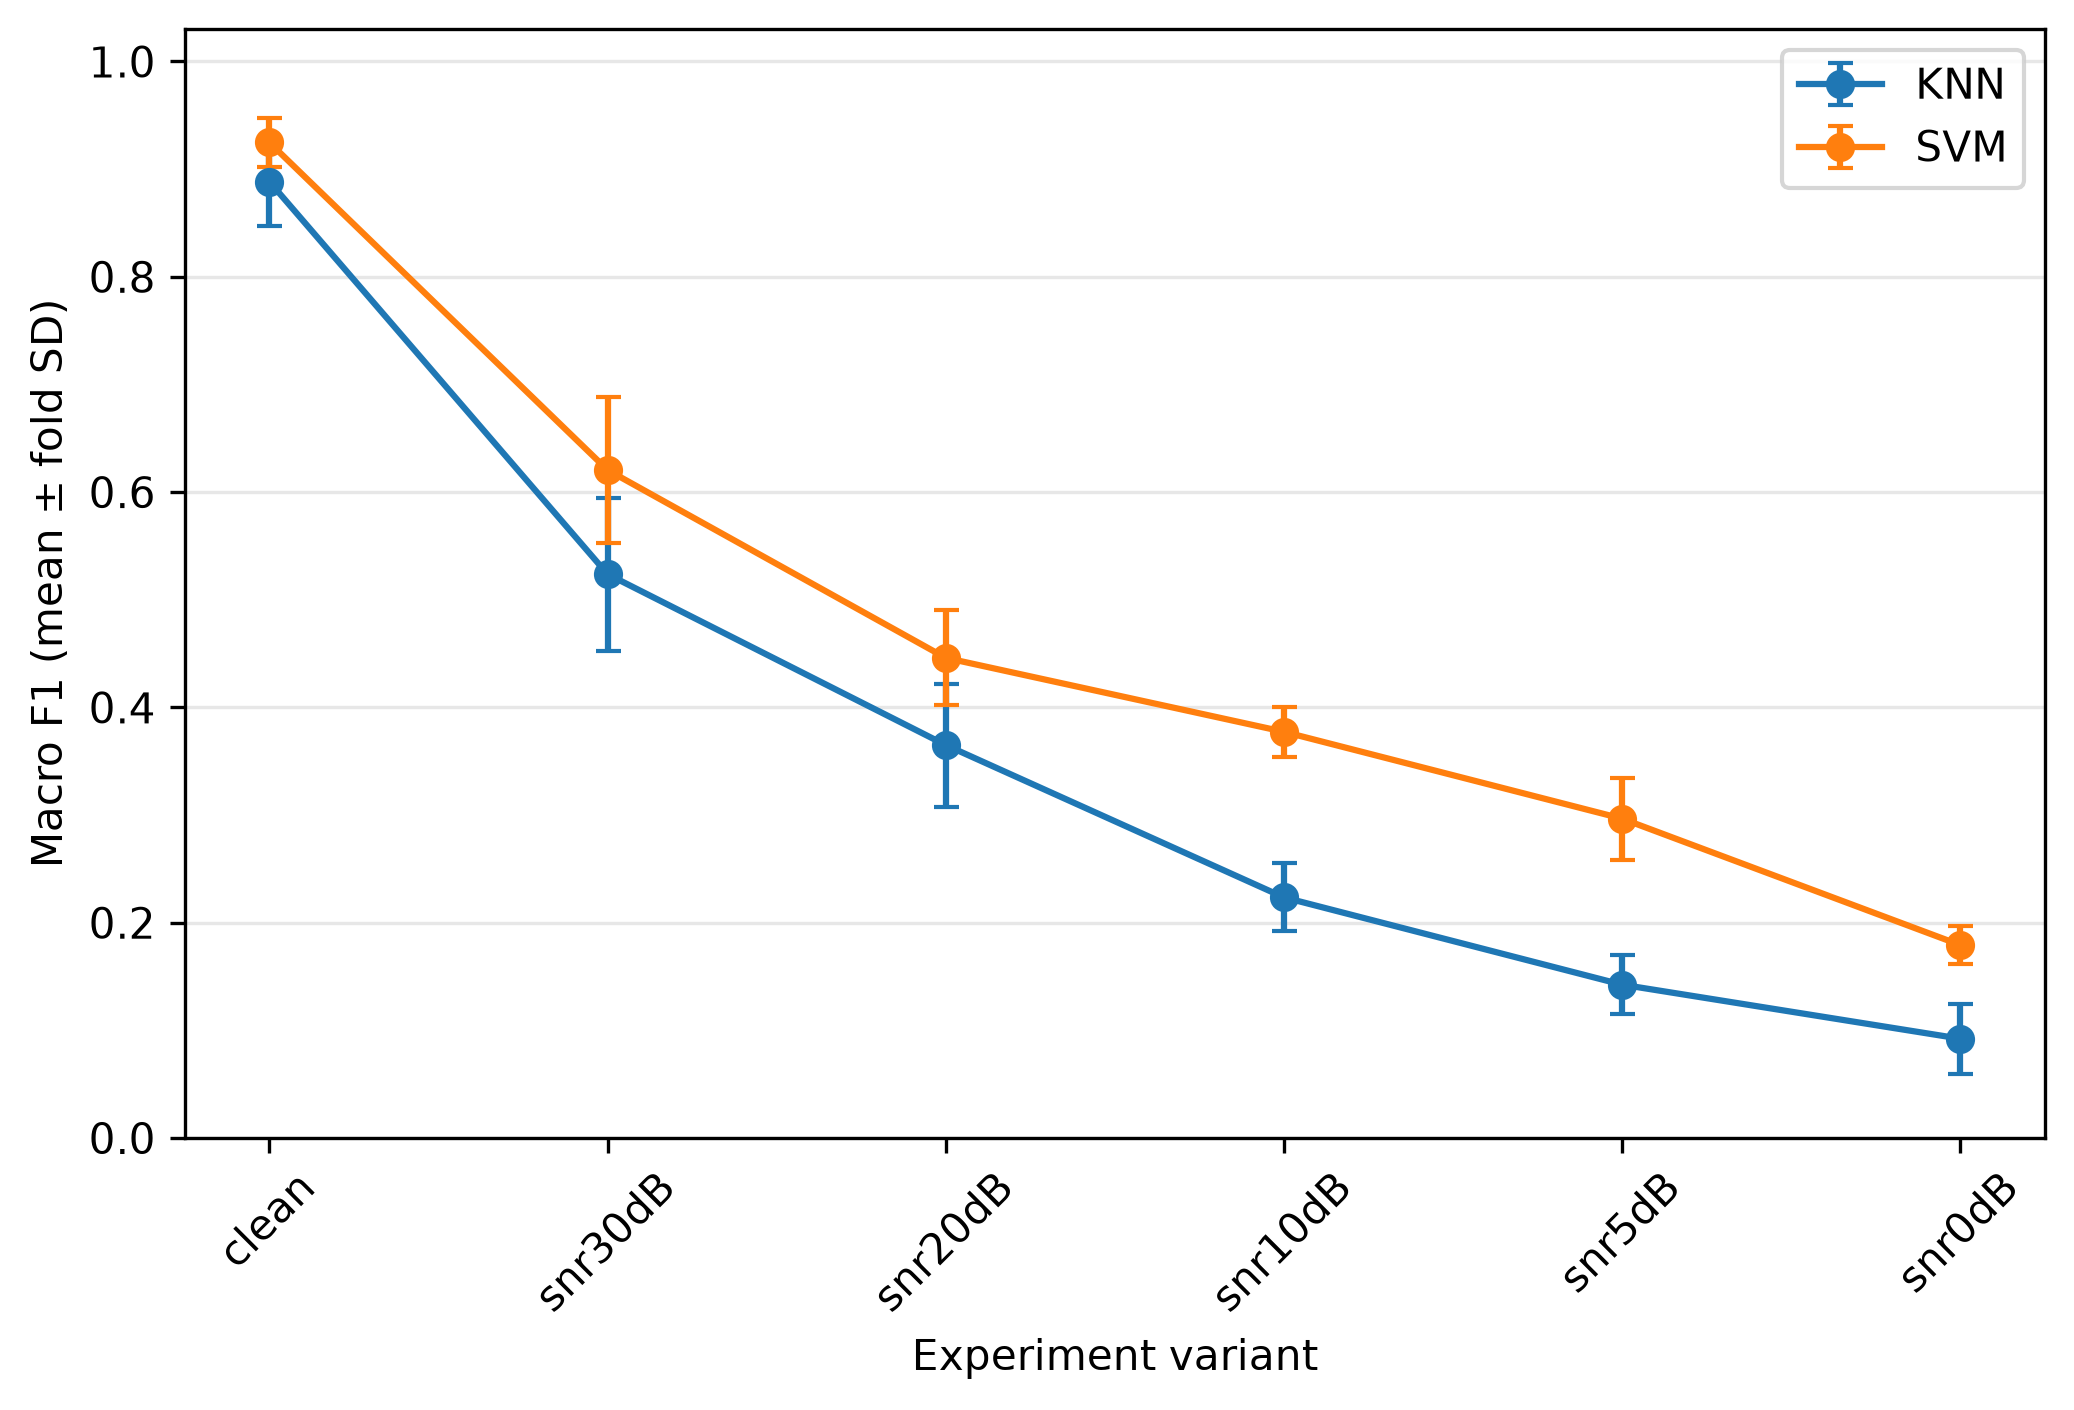 KNN
SVM
1.0
0.8
0.6
0.4
0.2
0.0
Macro F1 (mean ± fold SD)
clean
snr30dB
snr20dB
snr10dB
snr5dB
snr0dB
Experiment variant